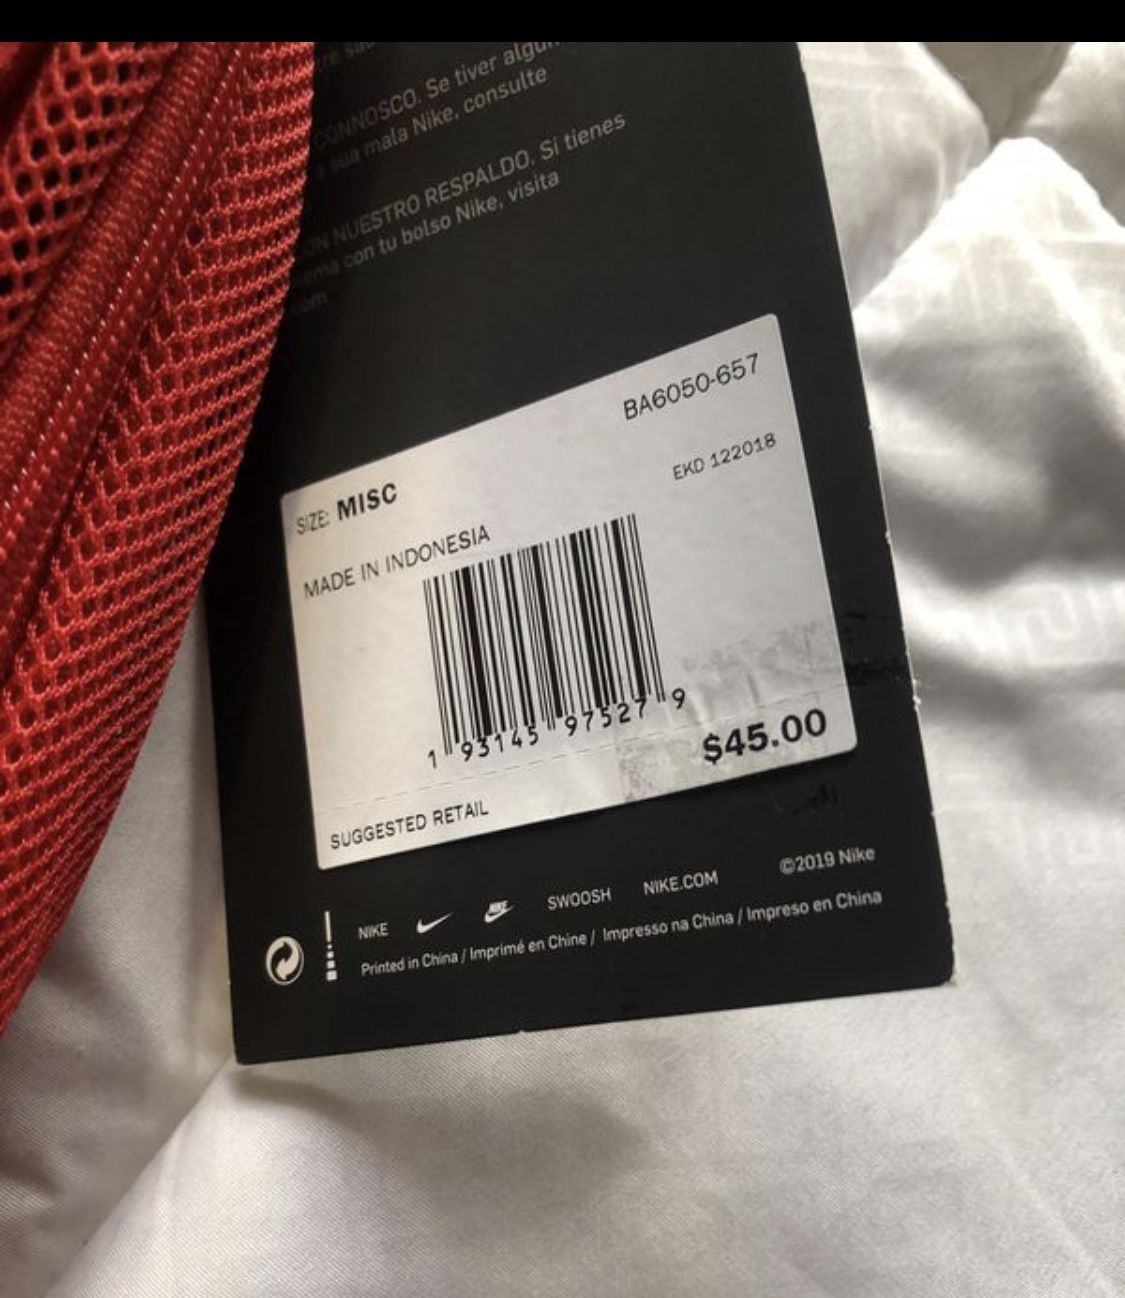 CONNOSCO. Se tiver algum
sua mala Nike, consulte
NUESTRO RESPALDO. Si tienes
con tu bolso Nike, visita
BA6050-657
EKD 122018
SIZE: MISC
MADE IN INDONESIA
1 93145 97527 9
$45.00
SUGGESTED RETAIL
NIKE SWOOSH NIKE.COM ©2019 Nike
Printed in China / Imprimé en Chine / Impresso na China / Impreso en China